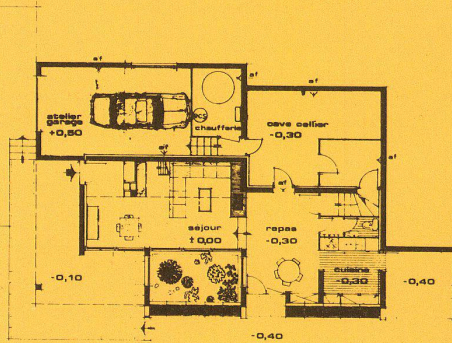 af
af
af
af
atelier
garage
+0,50
chaufferie
cave cellier
-0,30
af
af
séjour
±0,00
repas
-0,30
-0,10
cuisine
-0,30
-0,40
-0,40